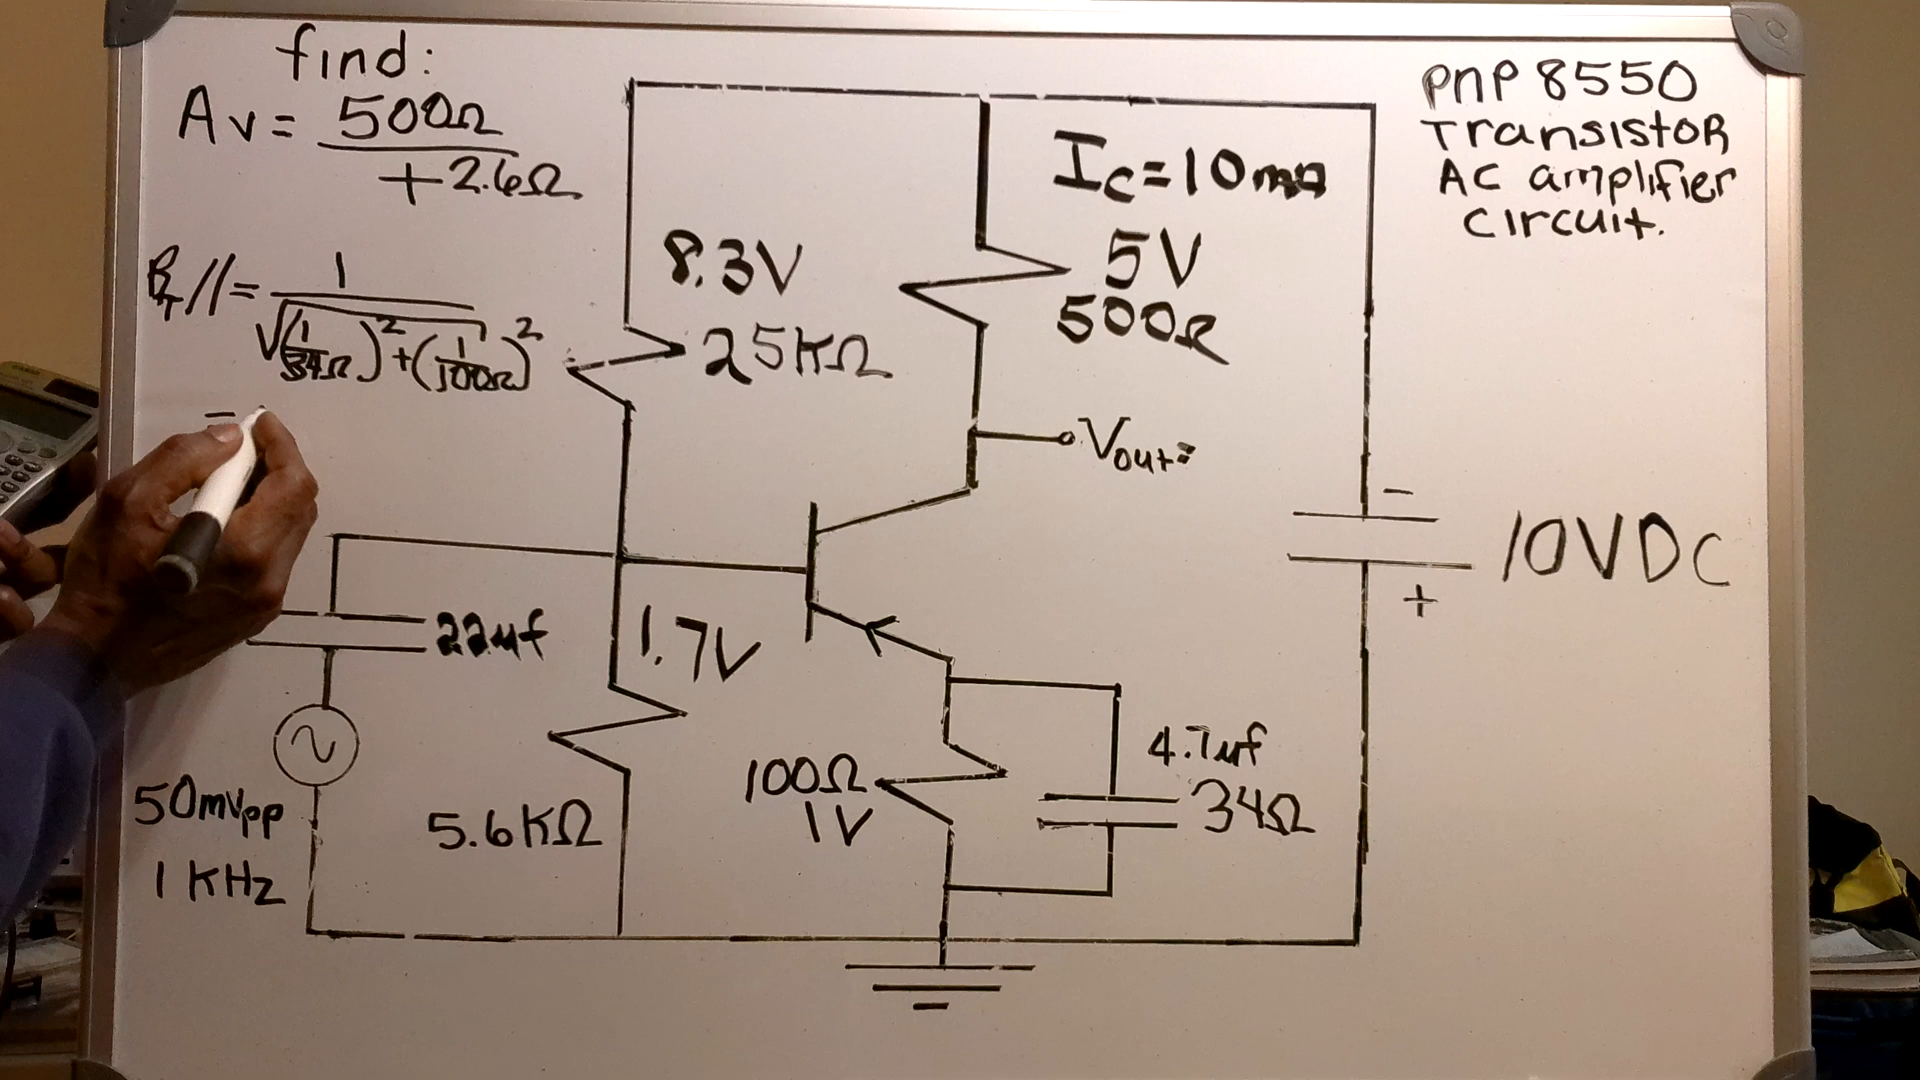 find:
Av = 500Ω
+2.6Ω
RT // = 1
√(1/34Ω)² + (1/100Ω)²
=
PNP 8550
TransistoR
AC amplifier
circuit.
Ic=10ma
5V
500Ω
8.3V
25KΩ
Vout=
-
10VDC
+
22uf
1.7V
50mVpp
1 KHz
5.6KΩ
100Ω
1V
4.7uf
34Ω